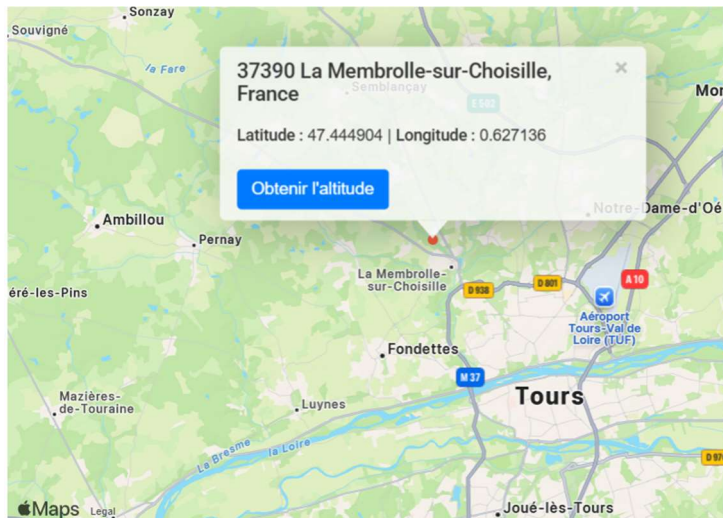 Sonzay
Souvigné
la Fare
37390 La Membrolle-sur-Choisille,
France
×
Semblançay
E 502
Mor
Latitude : 47.444904 | Longitude : 0.627136
Obtenir l'altitude
Notre-Dame-d'Oé
Ambillou
Pernay
La Membrolle-
sur-Choisille
éré-les-Pins
D 938
D 801
A 10
Aéroport
Tours-Val de
Loire (TUF)
Fondettes
M 37
Tours
Mazières-
de-Touraine
Luynes
La Bresme
la Loire
D 976
Maps
Legal
Joué-lès-Tours